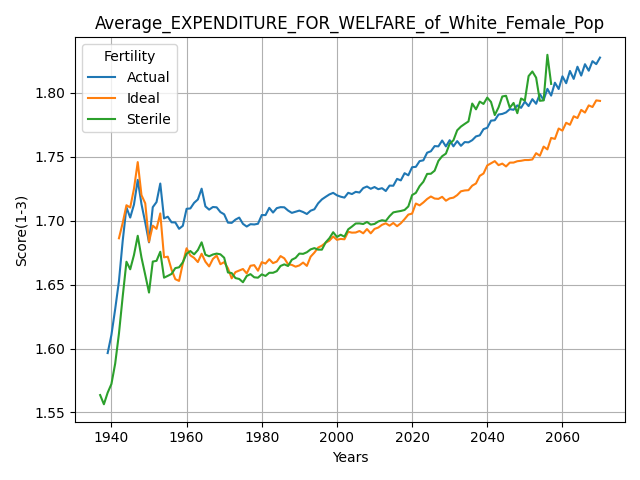 Average_EXPENDITURE_FOR_WELFARE_of_White_Female_Pop
Fertility
Actual
Ideal
Sterile
Score(1-3)
1.80
1.75
1.70
1.65
1.60
1.55
1940 1960 1980 2000 2020 2040 2060
Years